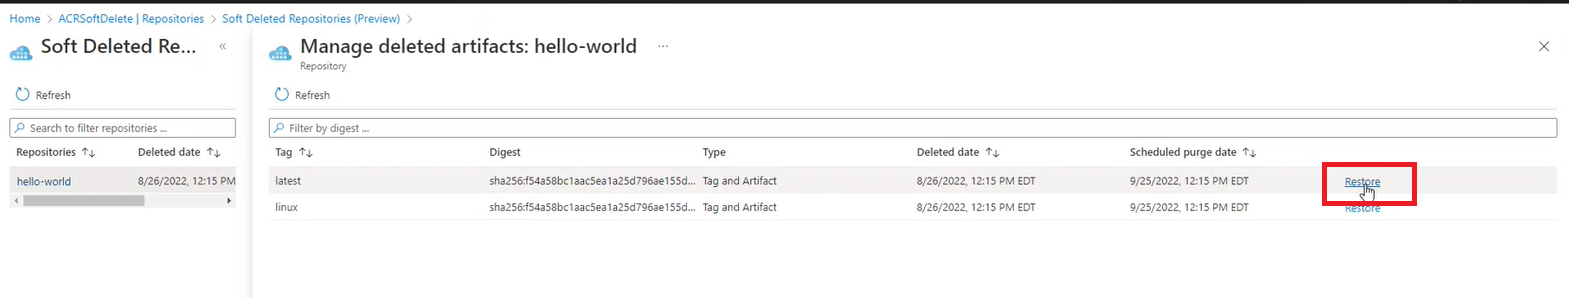 Home > ACRSoftDelete | Repositories > Soft Deleted Repositories (Preview) >
Soft Deleted Re... «
Refresh
Search to filter repositories ...
Repositories ↑↓ Deleted date ↑↓
hello-world 8/26/2022, 12:15 PM
Manage deleted artifacts: hello-world ...
Repository
Refresh
Filter by digest ...
Tag ↑↓ Digest Type Deleted date ↑↓ Scheduled purge date ↑↓
latest sha256:f54a58bc1aac5ea1a25d796ae155d... Tag and Artifact 8/26/2022, 12:15 PM EDT 9/25/2022, 12:15 PM EDT Restore
linux sha256:f54a58bc1aac5ea1a25d796ae155d... Tag and Artifact 8/26/2022, 12:15 PM EDT 9/25/2022, 12:15 PM EDT Restore